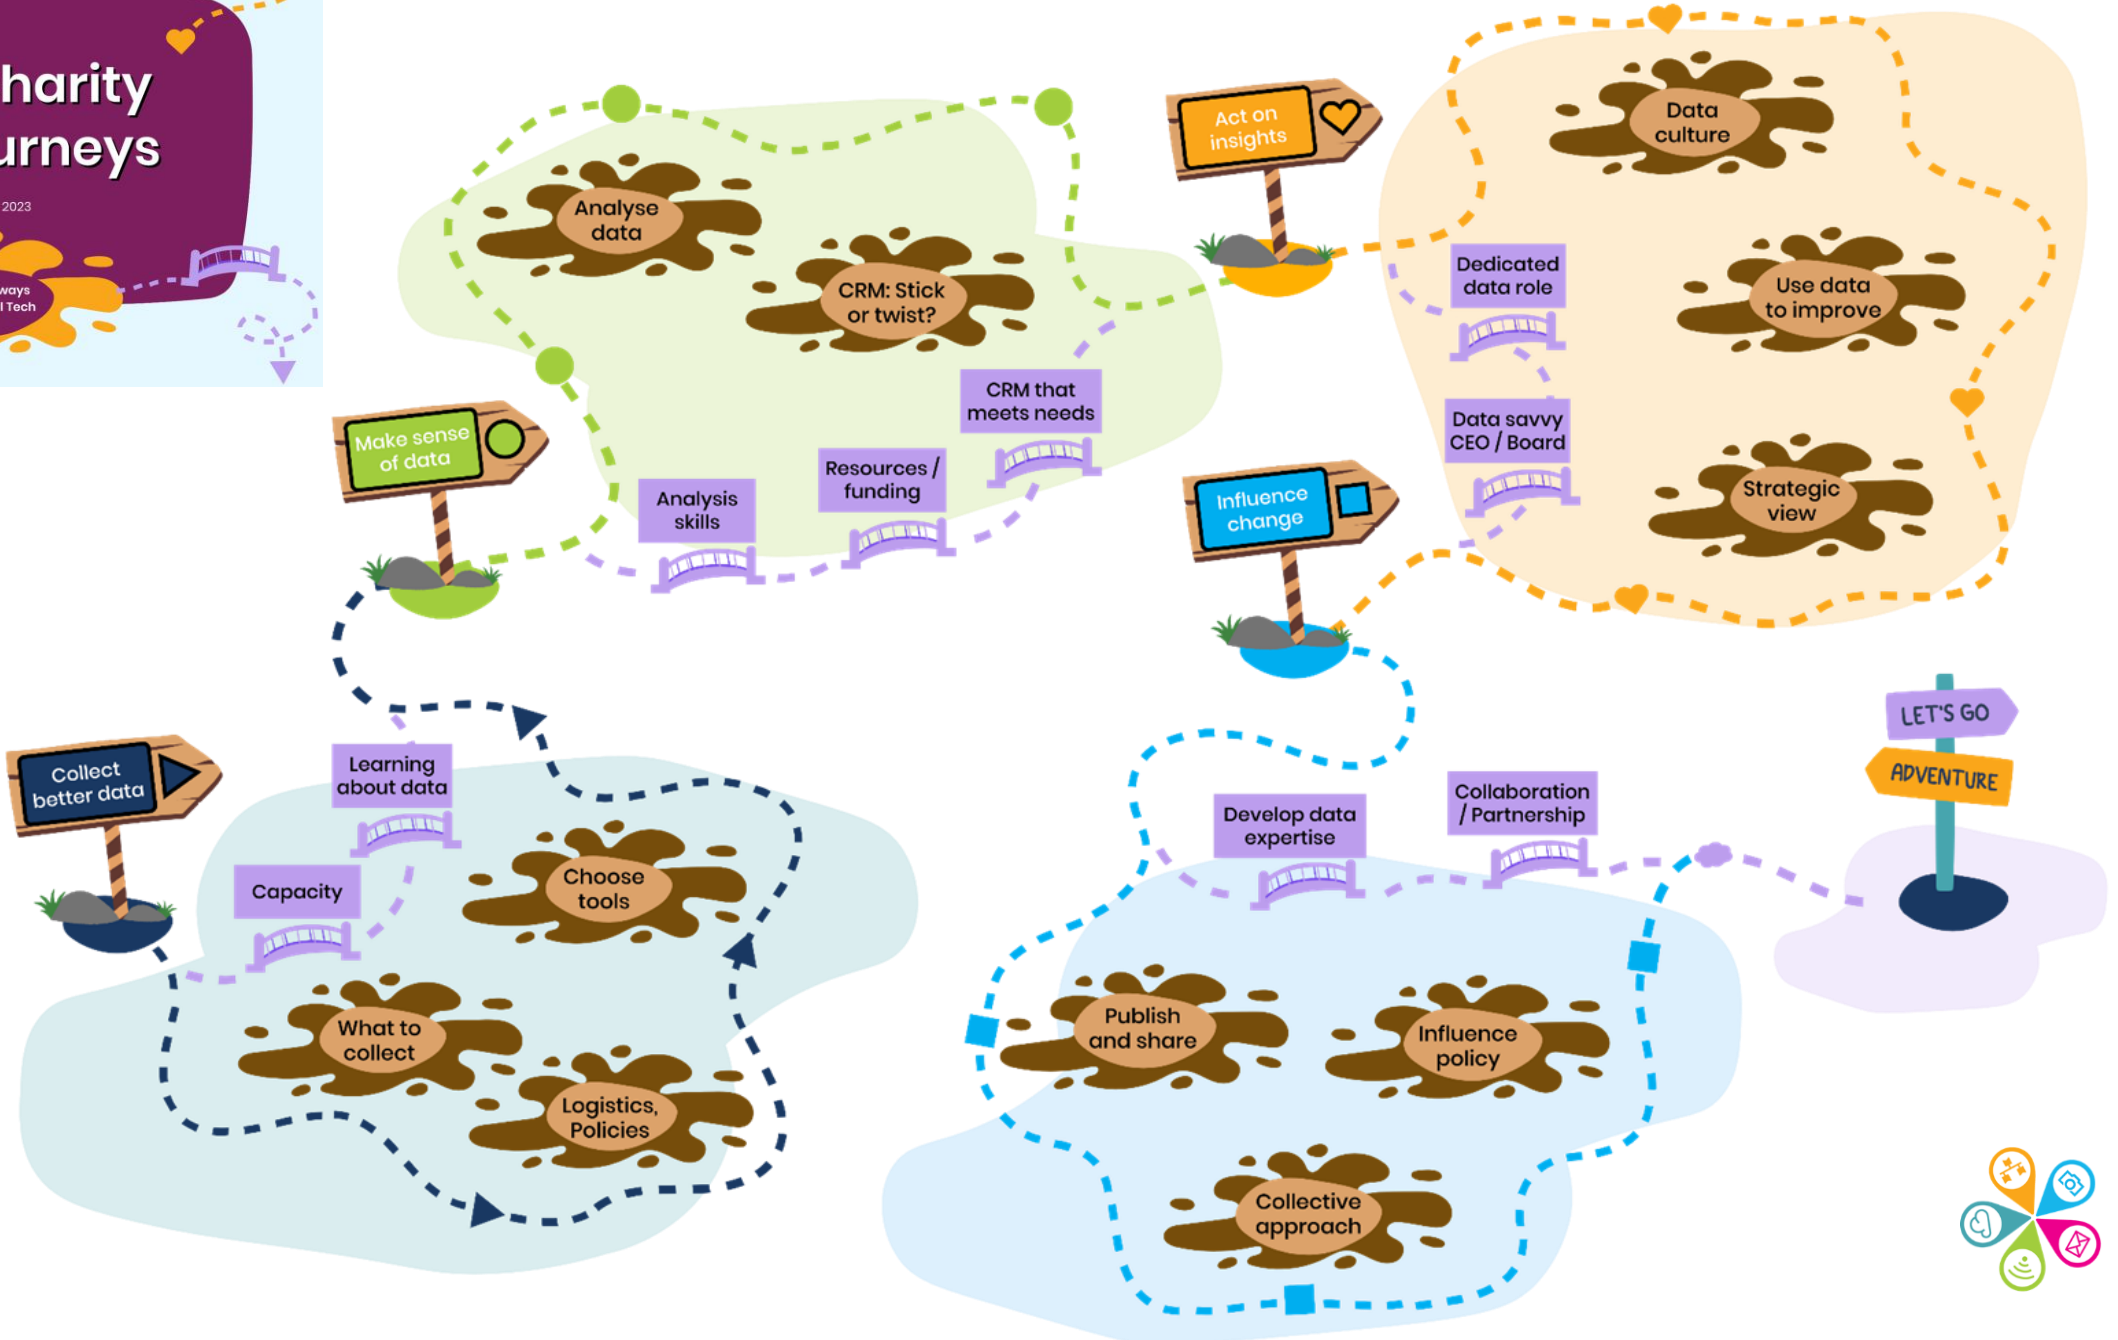 harity
urneys
2023
ways
l Tech
Analyse
data
CRM: Stick
or twist?
Make sense
of data
Analysis
skills
Resources /
funding
CRM that
meets needs
Act on
insights
Data
culture
Dedicated
data role
Use data
to improve
Data savvy
CEO / Board
Strategic
view
Influence
change
Collect
better data
Learning
about data
Capacity
Choose
tools
What to
collect
Logistics,
Policies
Develop data
expertise
Collaboration
/ Partnership
LET'S GO
ADVENTURE
Publish
and share
Influence
policy
Collective
approach